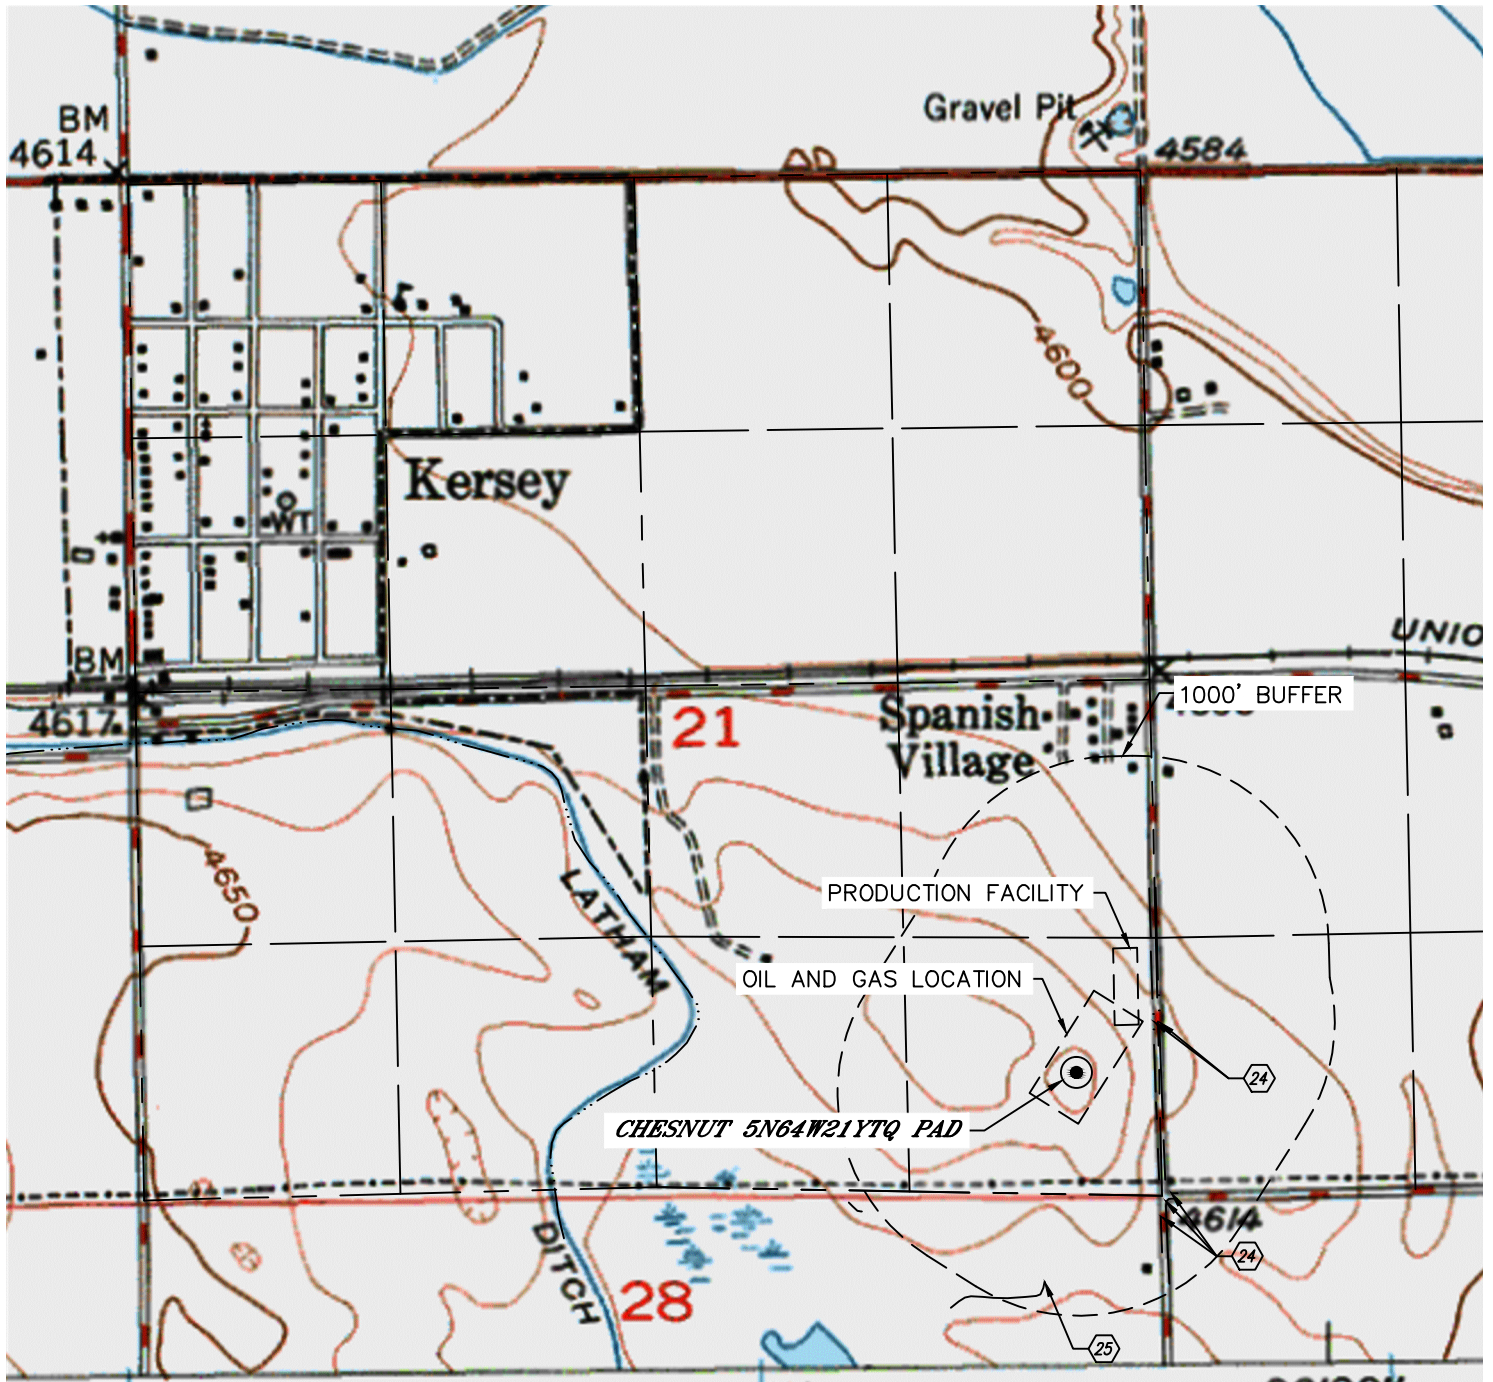 Gravel Pit
BM
4614
4584
4600
Kersey
WT
BM
4617
UNIO
1000' BUFFER
21
Spanish
Village
4650
LATHAM
PRODUCTION FACILITY
OIL AND GAS LOCATION
24
CHESNUT 5N64W21YTQ PAD
4614
24
DITCH
28
25